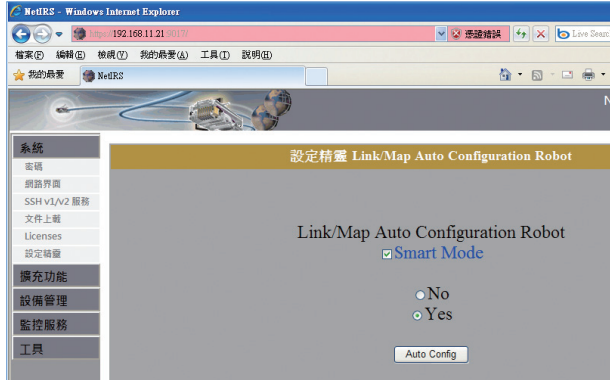 NetIRS - Windows Internet Explorer
https://192.168.11.21:9017/
憑證錯誤
Live Searc
檔案(F) 編輯(E) 檢視(V) 我的最愛(A) 工具(T) 說明(H)
我的最愛
NetIRS
N
系統
密碼
網路界面
SSH v1/v2 服務
文件上載
Licenses
設定精靈
擴充功能
設備管理
監控服務
工具
設定精靈 Link/Map Auto Configuration Robot
Link/Map Auto Configuration Robot
Smart Mode
No
Yes
Auto Config